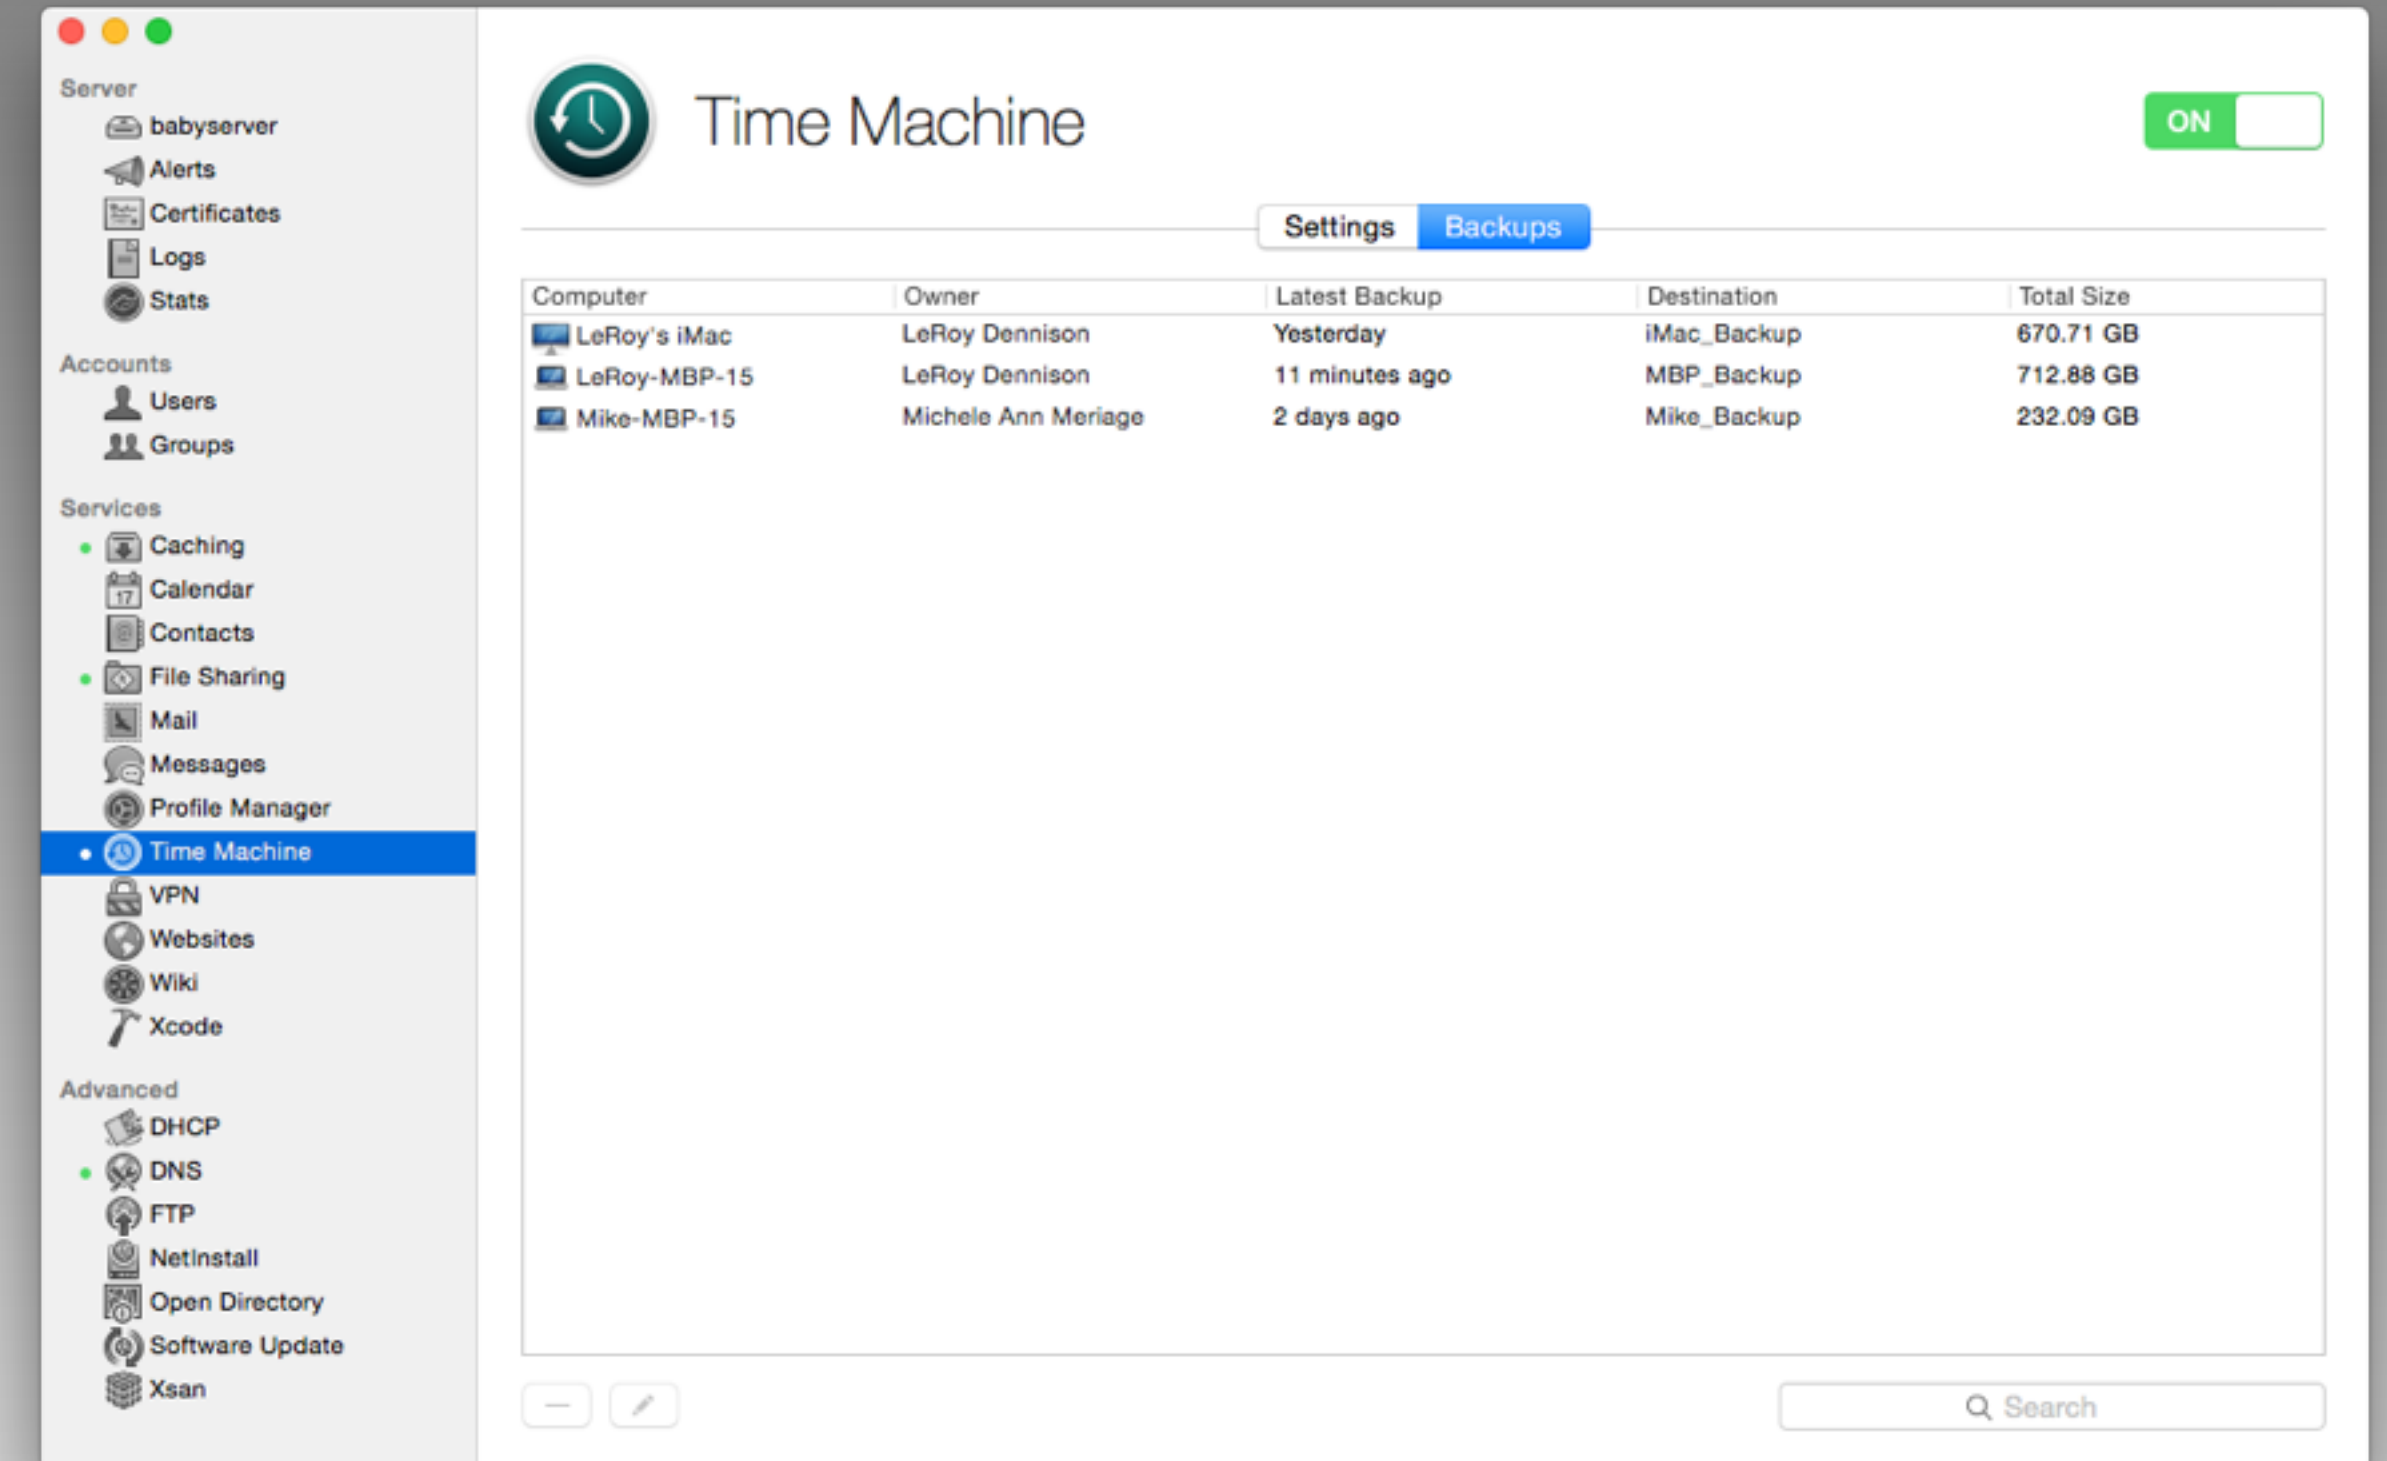 Server
babyserver
Alerts
Certificates
Logs
Stats
Accounts
Users
Groups
Services
Caching
17
Calendar
Contacts
File Sharing
Mail
Messages
Profile Manager
Time Machine
VPN
Websites
Wiki
Xcode
Advanced
DHCP
DNS
FTP
NetInstall
Open Directory
Software Update
Xsan
Time Machine
ON
Settings Backups
Computer Owner Latest Backup Destination Total Size
LeRoy's iMac LeRoy Dennison Yesterday iMac_Backup 670.71 GB
LeRoy-MBP-15 LeRoy Dennison 11 minutes ago MBP_Backup 712.88 GB
Mike-MBP-15 Michele Ann Meriage 2 days ago Mike_Backup 232.09 GB
Search